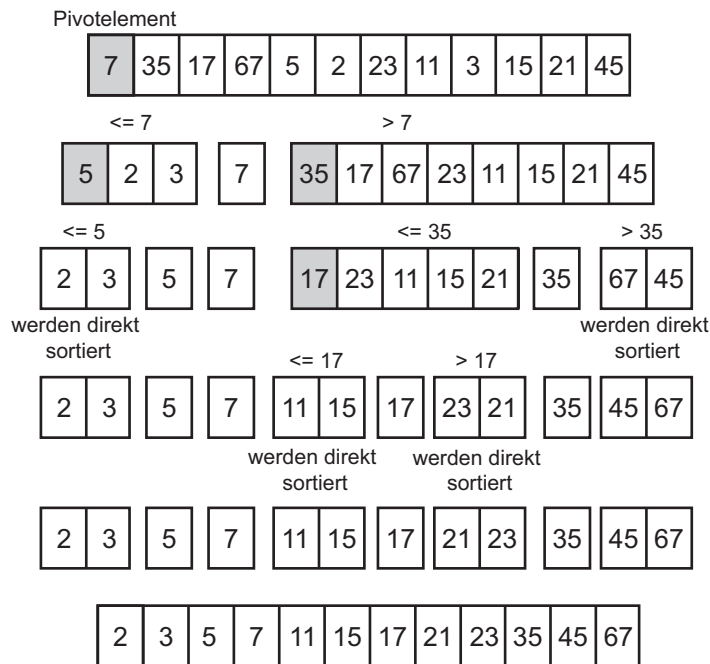 Pivotelement
7 35 17 67 5 2 23 11 3 15 21 45
<= 7 > 7
5 2 3 7 35 17 67 23 11 15 21 45
<= 5 <= 35 > 35
2 3 5 7 17 23 11 15 21 35 67 45
werden direkt werden direkt
sortiert sortiert
<= 17 > 17
2 3 5 7 11 15 17 23 21 35 45 67
werden direkt werden direkt
sortiert sortiert
2 3 5 7 11 15 17 21 23 35 45 67
2 3 5 7 11 15 17 21 23 35 45 67